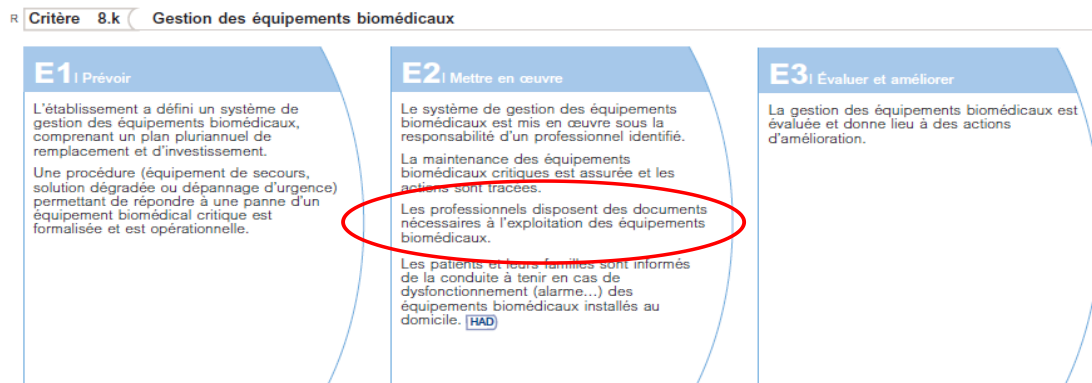 R Critère 8.k Gestion des équipements biomédicaux
E1 | Prévoir
L'établissement a défini un système de
gestion des équipements biomédicaux,
comprenant un plan pluriannuel de
remplacement et d'investissement.
Une procédure (équipement de secours,
solution dégradée ou dépannage d'urgence)
permettant de répondre à une panne d'un
équipement biomédical critique est
formalisée et est opérationnelle.
E2 | Mettre en œuvre
Le système de gestion des équipements
biomédicaux est mis en œuvre sous la
responsabilité d'un professionnel identifié.
La maintenance des équipements
biomédicaux critiques est assurée et les
actions sont tracées.
Les professionnels disposent des documents
nécessaires à l'exploitation des équipements
biomédicaux.
Les patients et leurs familles sont informés
de la conduite à tenir en cas de
dysfonctionnement (alarme...) des
équipements biomédicaux installés au
domicile. HAD
E3 | Évaluer et améliorer
La gestion des équipements biomédicaux est
évaluée et donne lieu à des actions
d'amélioration.